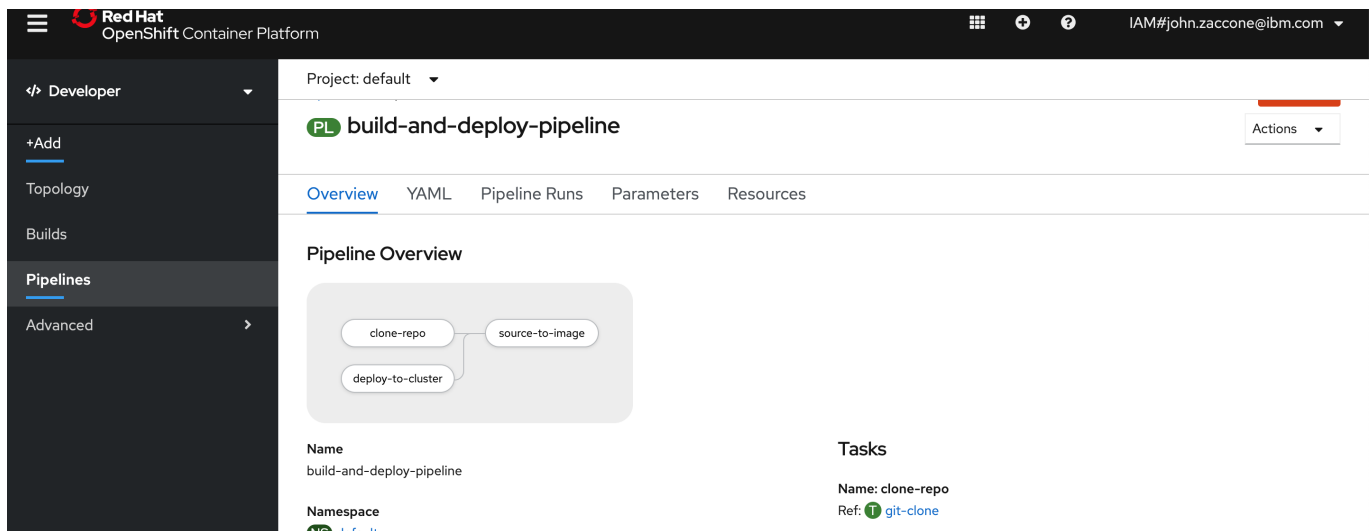 Red Hat
OpenShift Container Platform
IAM#john.zaccone@ibm.com
Developer
+Add
Topology
Builds
Pipelines
Advanced
Project: default
PL build-and-deploy-pipeline
Actions
Overview YAML Pipeline Runs Parameters Resources
Pipeline Overview
clone-repo source-to-image
deploy-to-cluster
Name
build-and-deploy-pipeline
Namespace
NS default
Tasks
Name: clone-repo
Ref: T git-clone